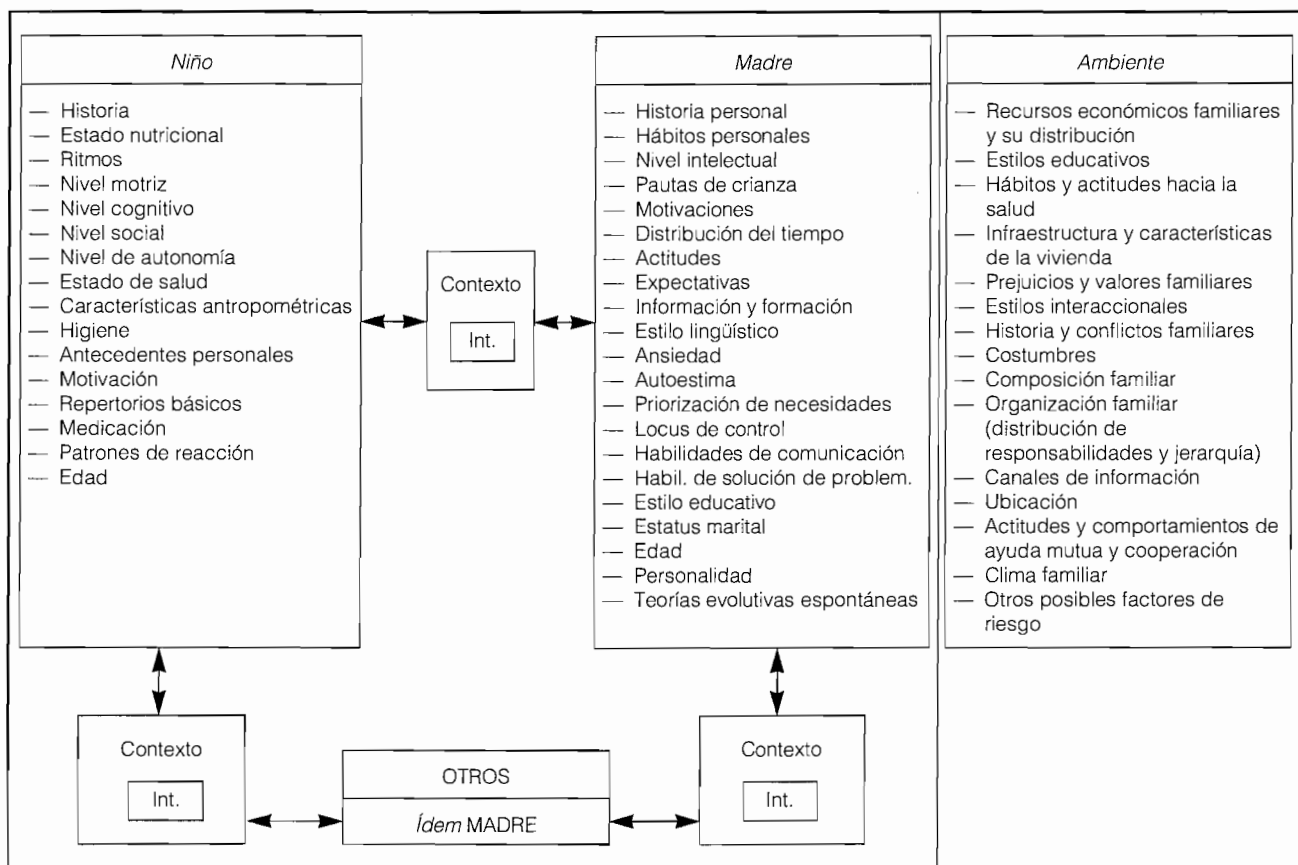 Niño
— Historia
— Estado nutricional
— Ritmos
— Nivel motriz
— Nivel cognitivo
— Nivel social
— Nivel de autonomía
— Estado de salud
— Características antropométricas
— Higiene
— Antecedentes personales
— Motivación
— Repertorios básicos
— Medicación
— Patrones de reacción
— Edad
Contexto
Int.
Madre
— Historia personal
— Hábitos personales
— Nivel intelectual
— Pautas de crianza
— Motivaciones
— Distribución del tiempo
— Actitudes
— Expectativas
— Información y formación
— Estilo lingüístico
— Ansiedad
— Autoestima
— Priorización de necesidades
— Locus de control
— Habilidades de comunicación
— Habil. de solución de problem.
— Estilo educativo
— Estatus marital
— Edad
— Personalidad
— Teorías evolutivas espontáneas
Ambiente
— Recursos económicos familiares
y su distribución
— Estilos educativos
— Hábitos y actitudes hacia la
salud
— Infraestructura y características
de la vivienda
— Prejuicios y valores familiares
— Estilos interaccionales
— Historia y conflictos familiares
— Costumbres
— Composición familiar
— Organización familiar
(distribución de
responsabilidades y jerarquía)
— Canales de información
— Ubicación
— Actitudes y comportamientos de
ayuda mutua y cooperación
— Clima familiar
— Otros posibles factores de
riesgo
Contexto
Int.
OTROS
Ídem MADRE
Contexto
Int.